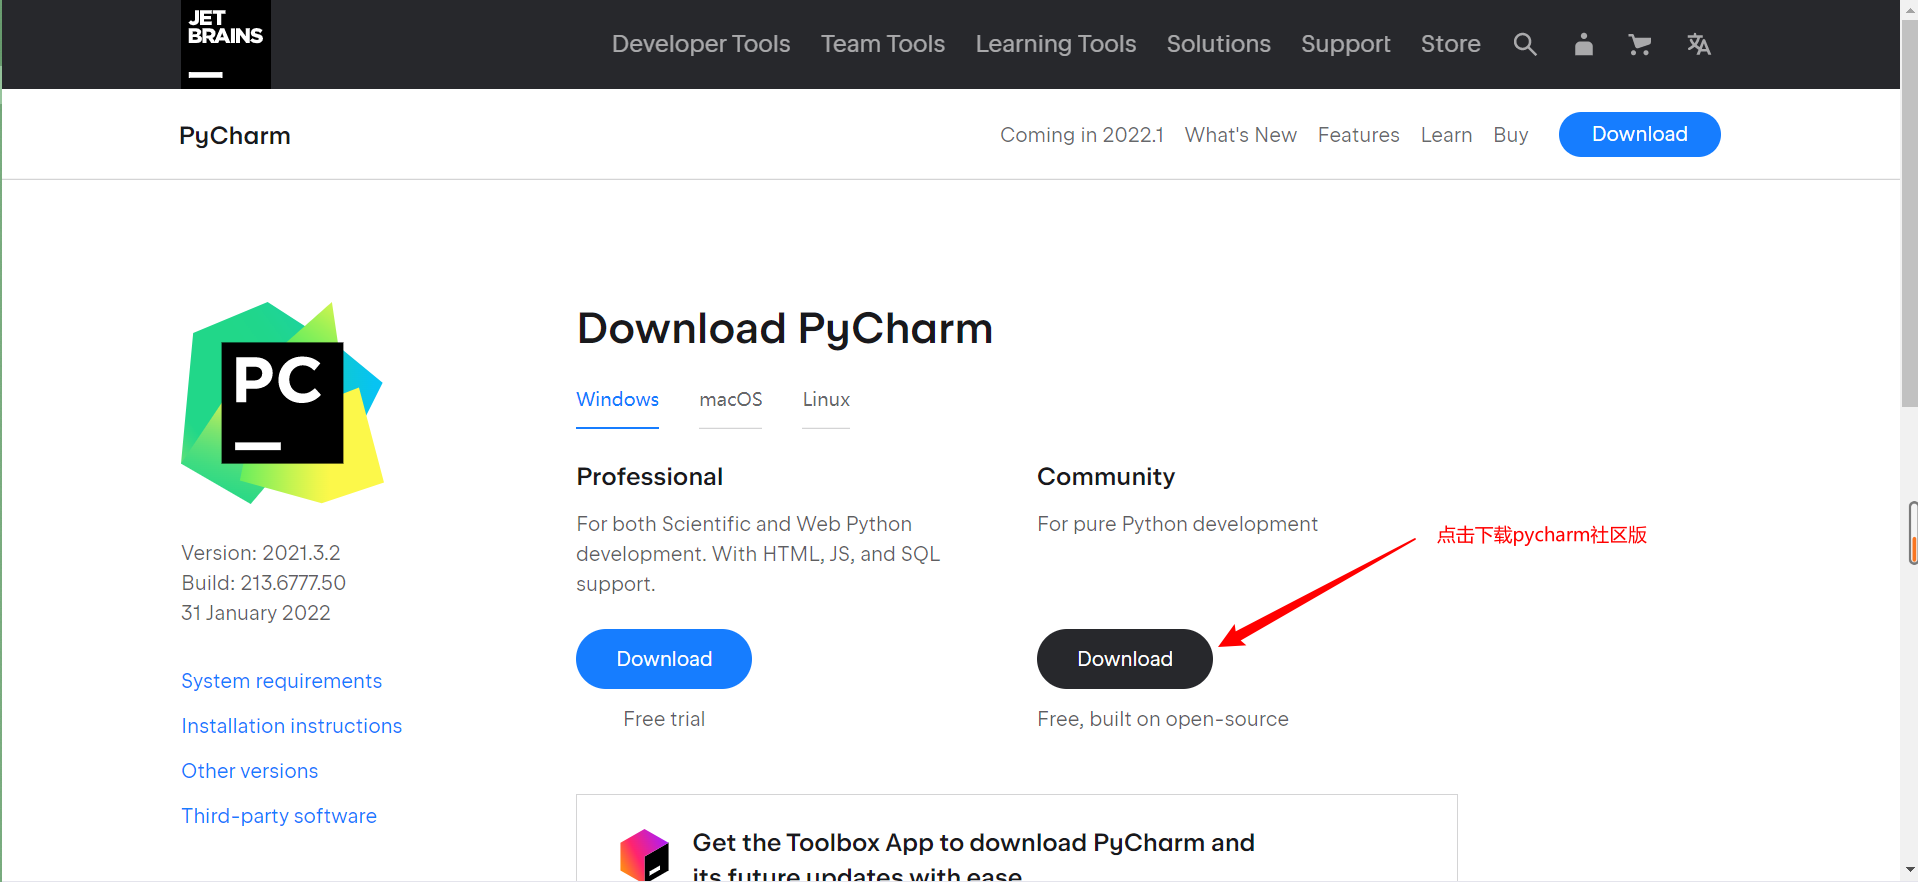 JET
BRAINS
Developer Tools Team Tools Learning Tools Solutions Support Store
PyCharm
Coming in 2022.1 What's New Features Learn Buy Download
PC
Version: 2021.3.2
Build: 213.6777.50
31 January 2022
System requirements
Installation instructions
Other versions
Third-party software
Download PyCharm
Windows macOS Linux
Professional
For both Scientific and Web Python
development. With HTML, JS, and SQL
support.
Download
Free trial
Community
For pure Python development
点击下载pycharm社区版
Download
Free, built on open-source
Get the Toolbox App to download PyCharm and
its future updates with ease